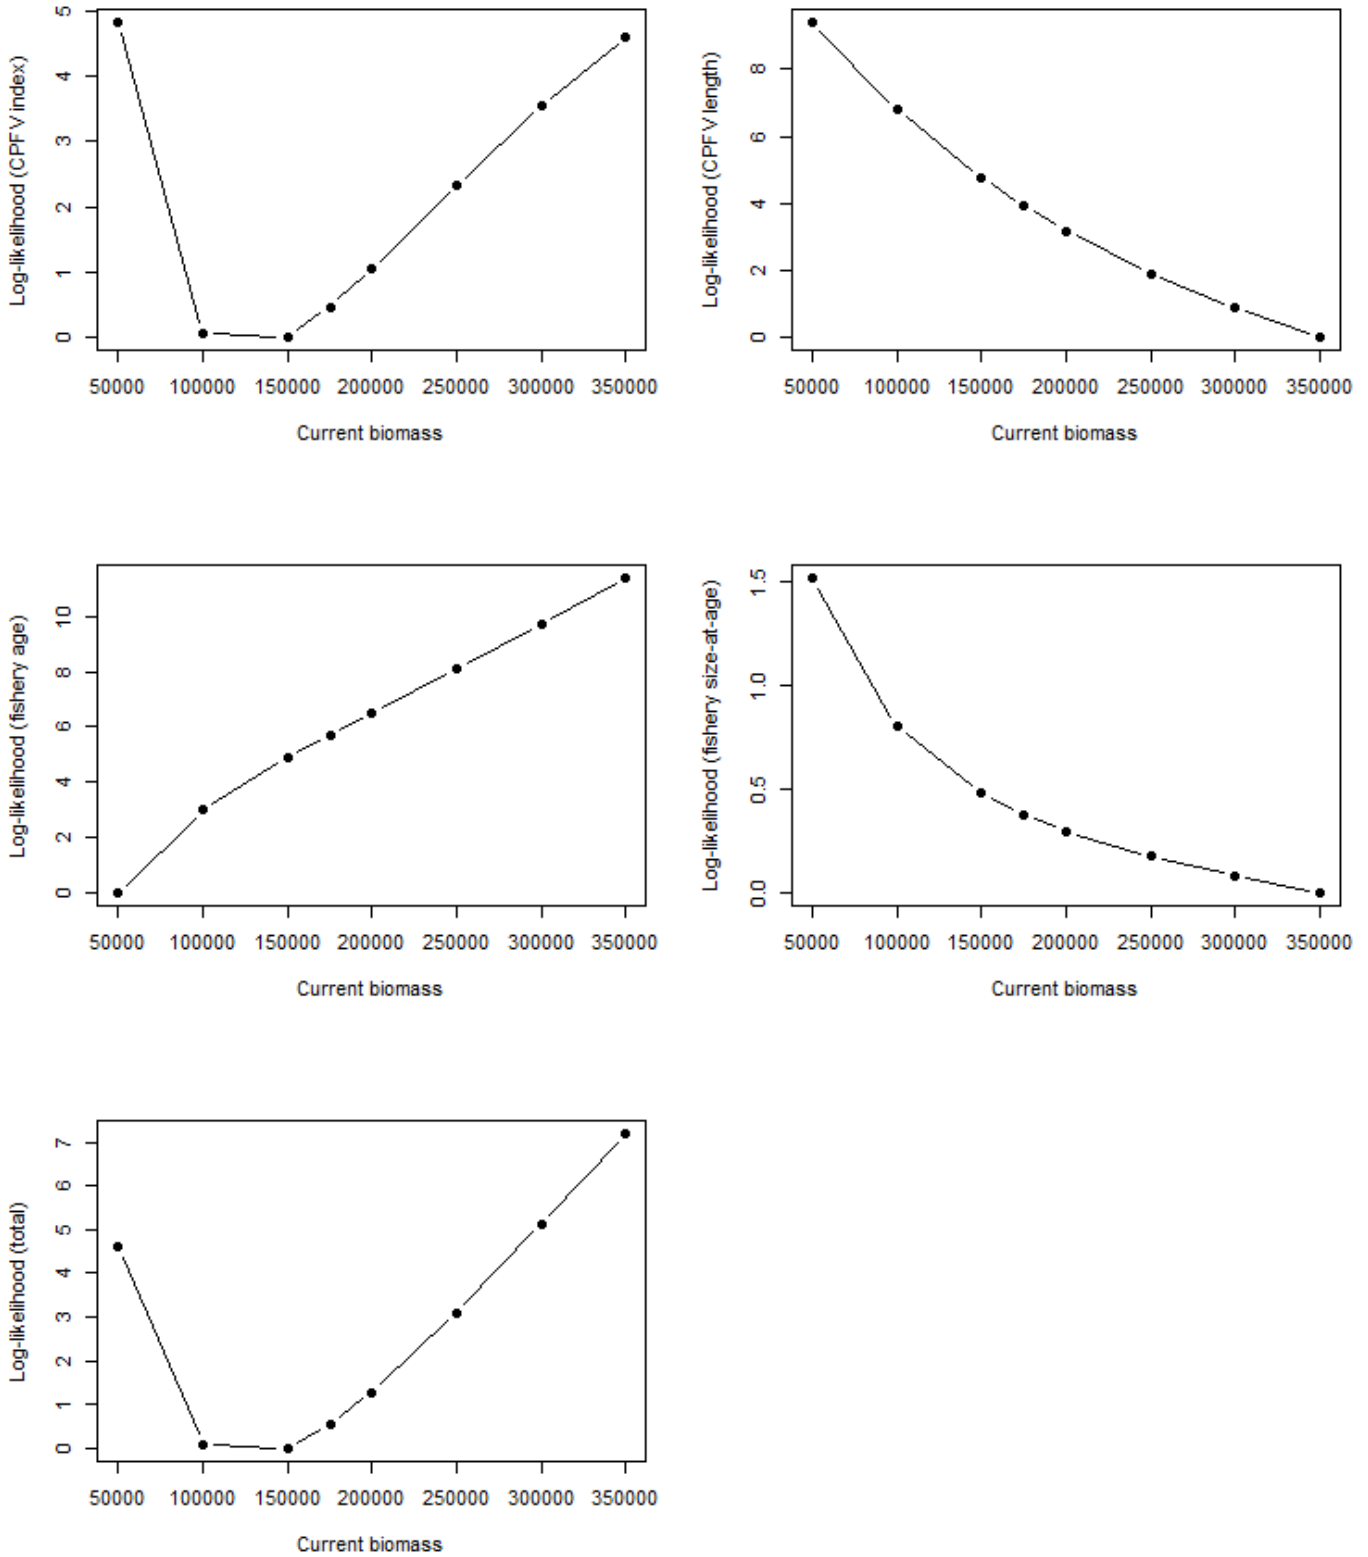 Log-likelihood (CPFV index)
5
4
3
2
1
0
50000 100000 150000 200000 250000 300000 350000
Current biomass
Log-likelihood (CPFV length)
8
6
4
2
0
50000 100000 150000 200000 250000 300000 350000
Current biomass
Log-likelihood (fishery age)
10
8
6
4
2
0
50000 100000 150000 200000 250000 300000 350000
Current biomass
Log-likelihood (fishery size-at-age)
1.5
1.0
0.5
0.0
50000 100000 150000 200000 250000 300000 350000
Current biomass
Log-likelihood (total)
7
6
5
4
3
2
1
0
50000 100000 150000 200000 250000 300000 350000
Current biomass